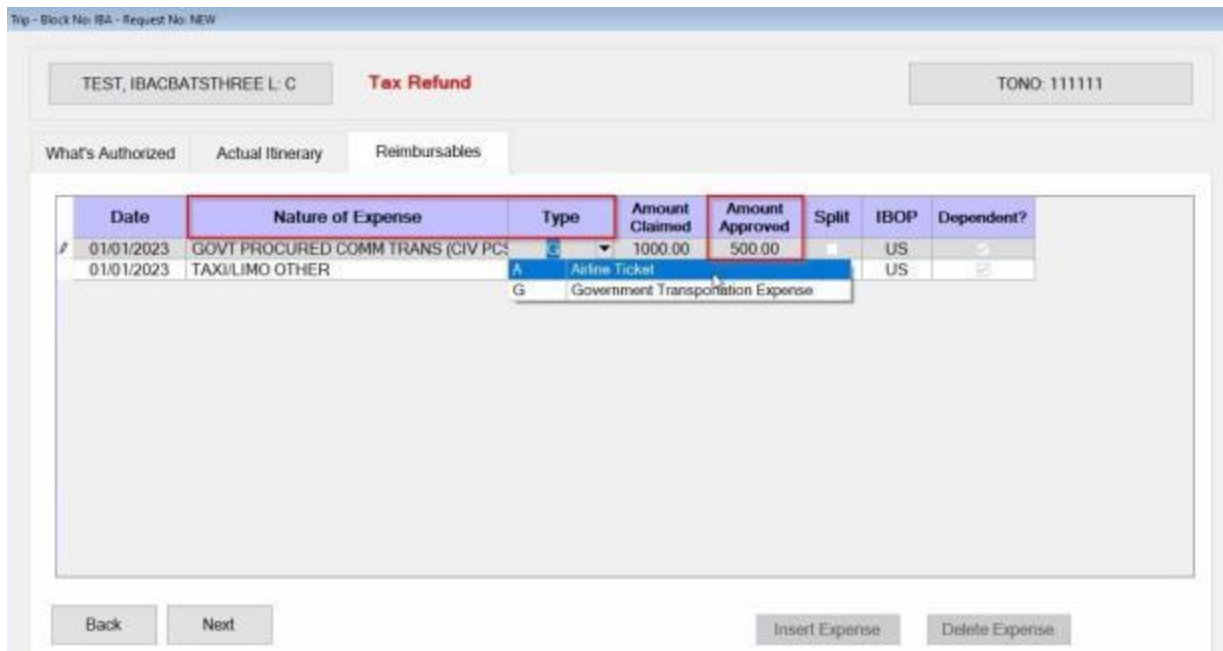 Trip - Block No: IBA - Request No: NEW
TEST, IBACBATSTHREE L: C Tax Refund TONO: 111111
What's Authorized Actual Itinerary Reimbursables
Date Nature of Expense Type Amount Claimed Amount Approved Split IBOP Dependent?
01/01/2023 GOVT PROCURED COMM TRANS (CIV PCS G 1000.00 500.00 US
01/01/2023 TAXI/LIMO OTHER US
A Airline Ticket
G Government Transportation Expense
Back Next Insert Expense Delete Expense